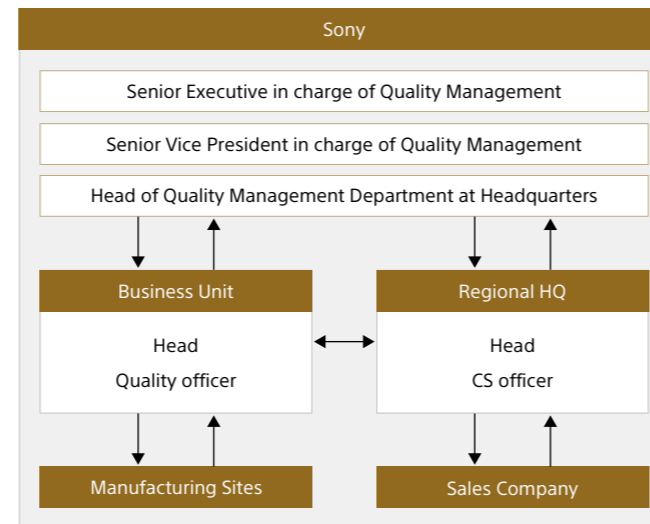 Sony
Senior Executive in charge of Quality Management
Senior Vice President in charge of Quality Management
Head of Quality Management Department at Headquarters
Business Unit
Head
Quality officer
Regional HQ
Head
CS officer
Manufacturing Sites
Sales Company